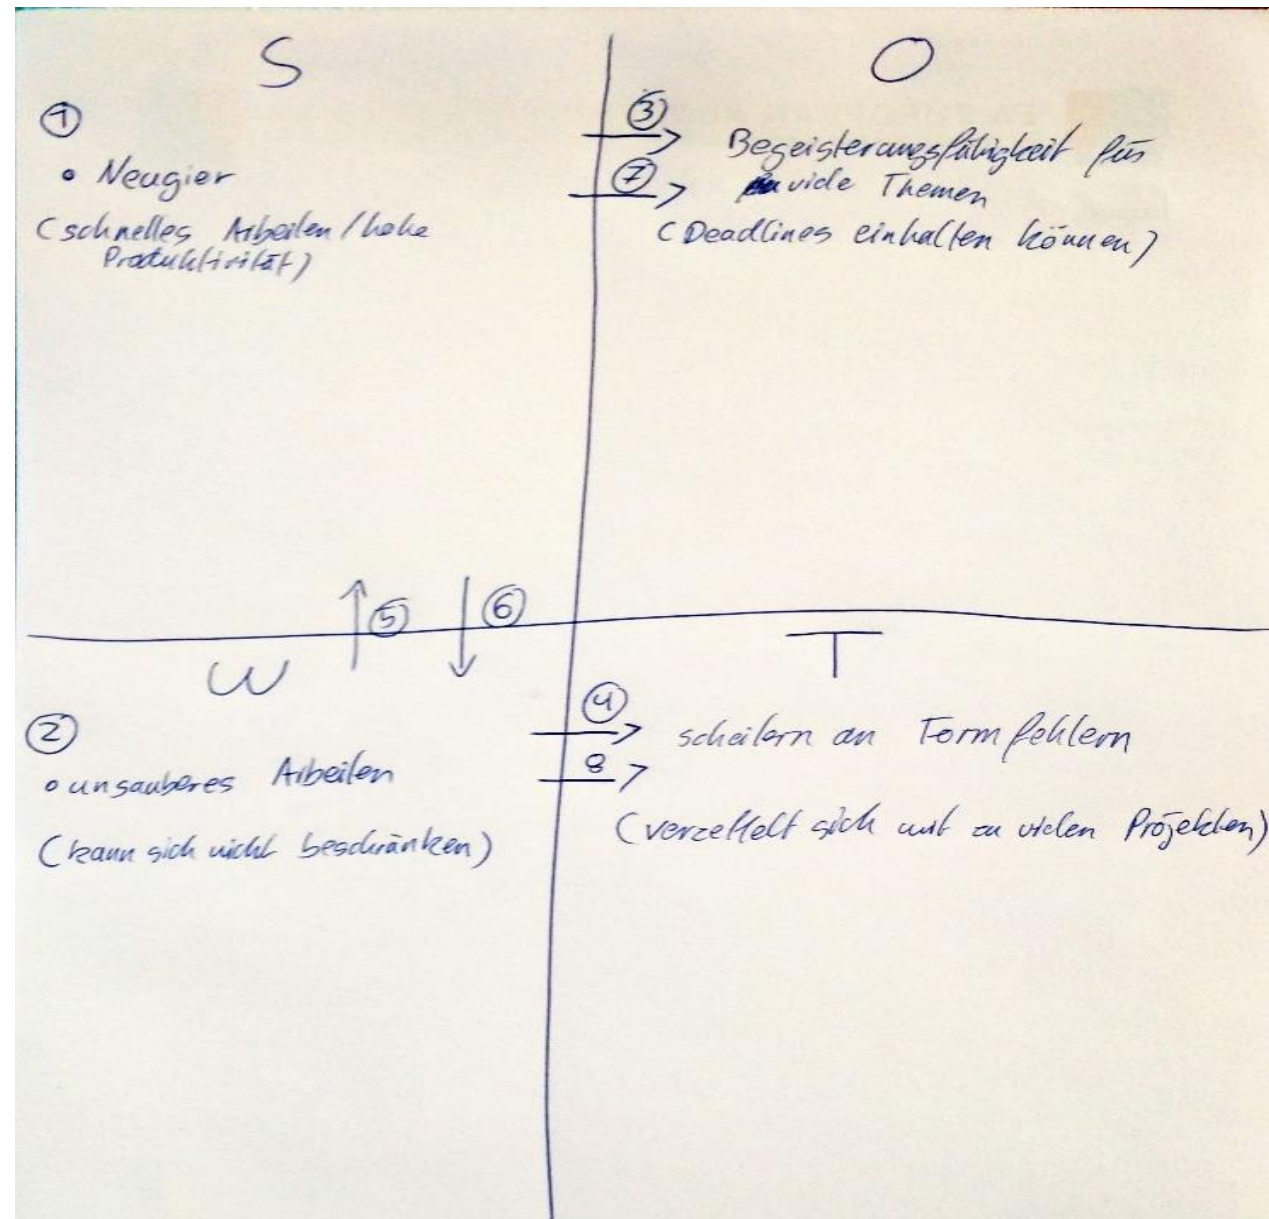 S
①
• Neugier
(schnelles Arbeiten/hohe
Produktivität)
O
③
⑦
Begeisterungsfähigkeit für
viele Themen
(Deadlines einhalten können)
⑤
⑥
W
②
• unsauberes Arbeiten
(kann sich nicht beschränken)
T
④
8
scheitern an Formfehlern
(verzettelt sich mit zu vielen Projekten)